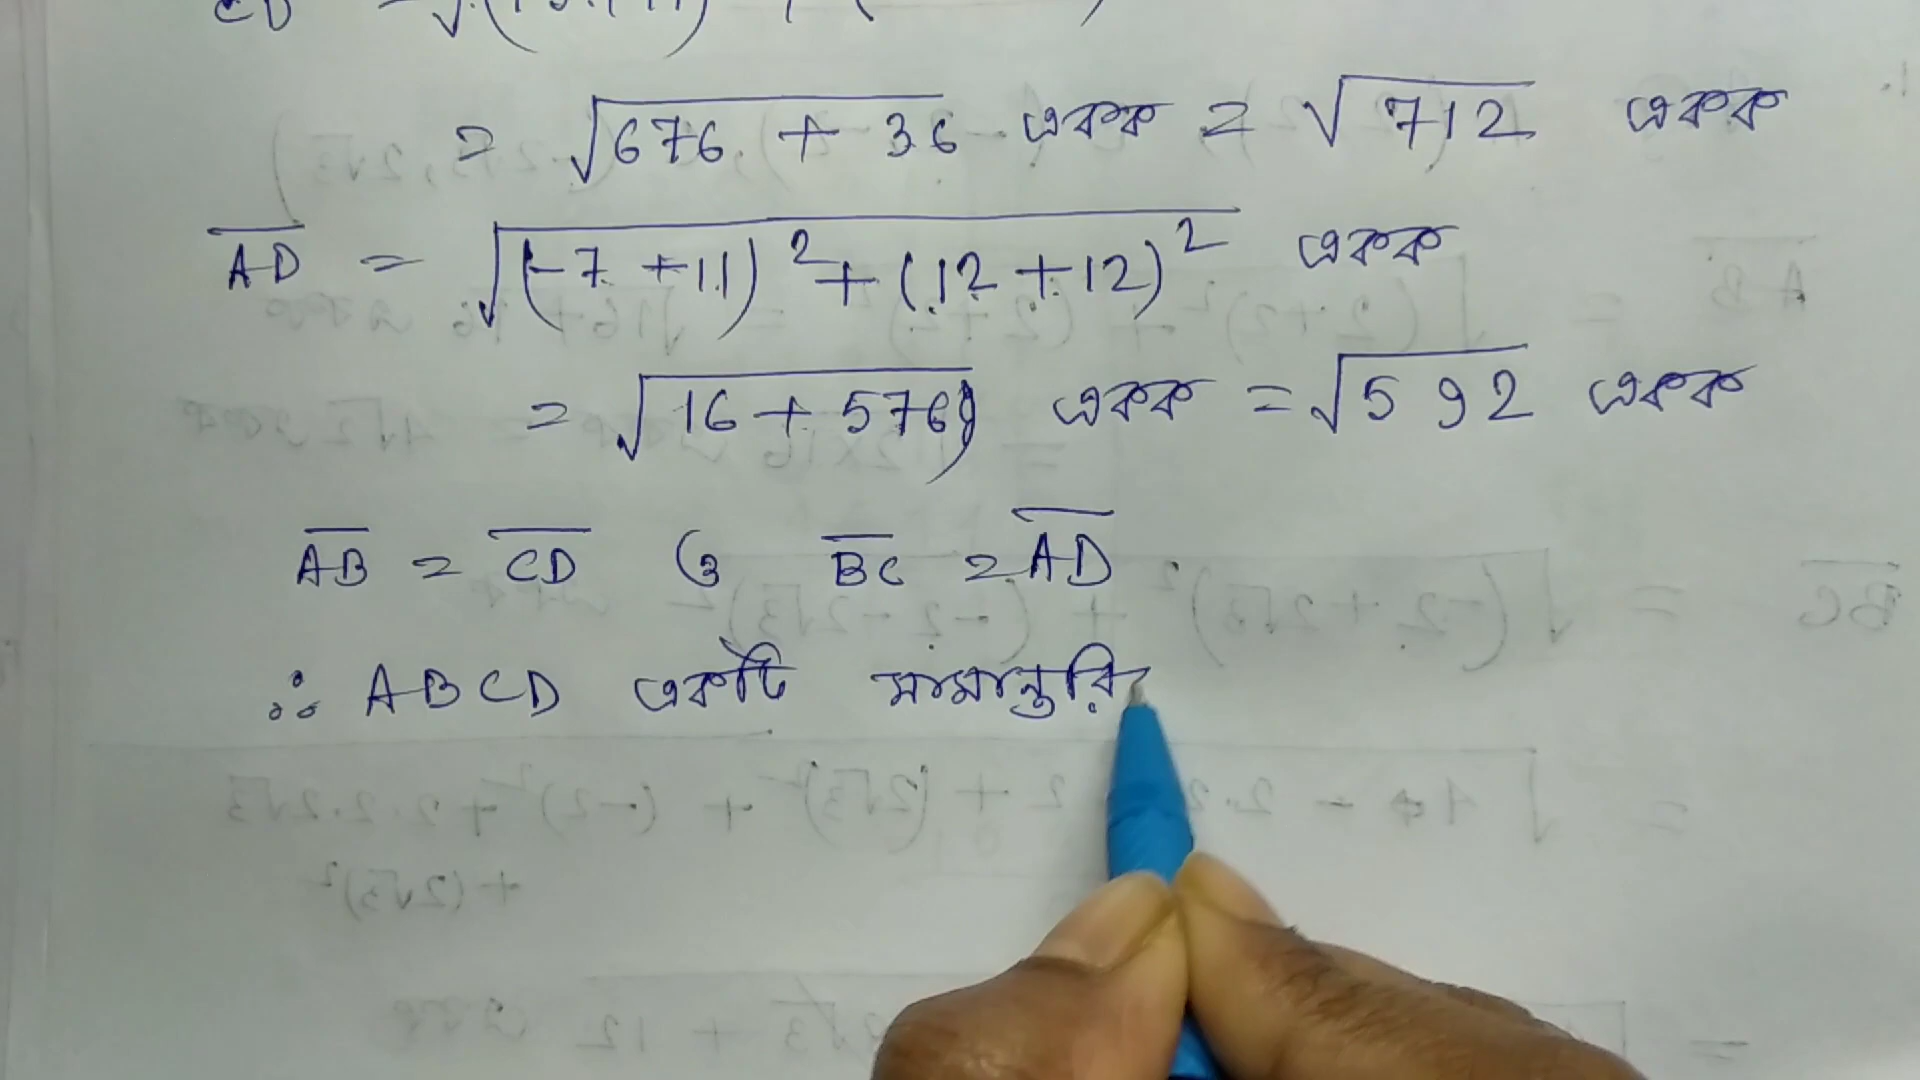 = √676 + 36 একক = √712 একক
AD = √(-7 + 11)² + (12 + 12)² একক
= √16 + 576 একক = √592 একক
AB = CD ও BC = AD
∴ ABCD একটি সামান্তরি